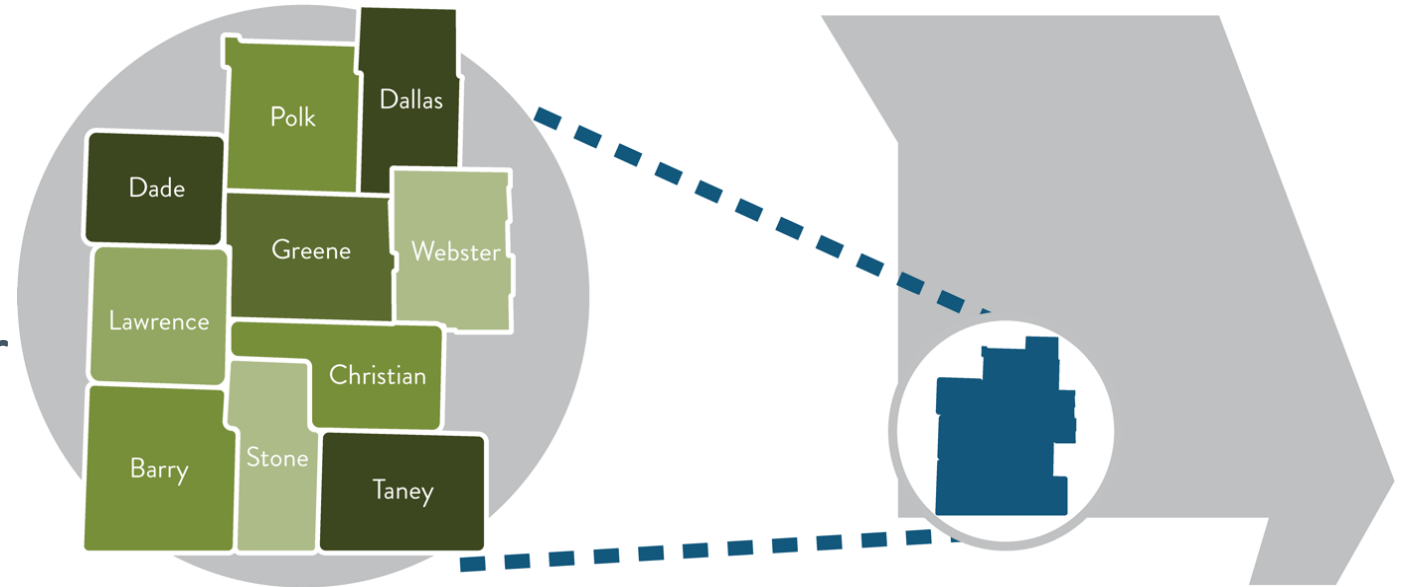 Dallas
Polk
Dade
Greene
Webster
Lawrence
Christian
Stone
Barry
Taney
r